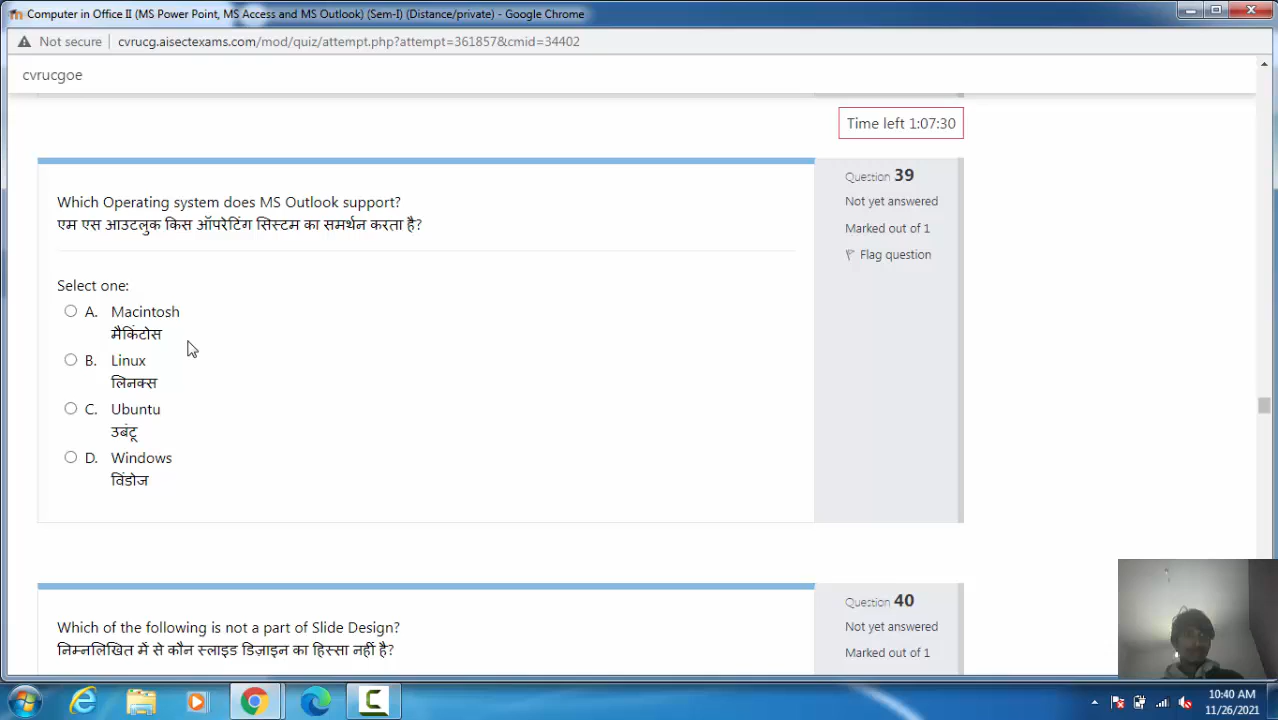 Computer in Office II (MS Power Point, MS Access and MS Outlook) (Sem-I) (Distance/private) - Google Chrome
Not secure | cvrucg.aisectexams.com/mod/quiz/attempt.php?attempt=361857&cmid=34402
cvrucgoe
Time left 1:07:30
Which Operating system does MS Outlook support?
एम एस आउटलुक किस ऑपरेटिंग सिस्टम का समर्थन करता है?
Select one:
A. Macintosh
मैकिंटोस
B. Linux
लिनक्स
C. Ubuntu
उबंटू
D. Windows
विंडोज
Question 39
Not yet answered
Marked out of 1
Flag question
Which of the following is not a part of Slide Design?
निम्नलिखित में से कौन स्लाइड डिज़ाइन का हिस्सा नहीं है?
Question 40
Not yet answered
Marked out of 1
10:40 AM
11/26/2021